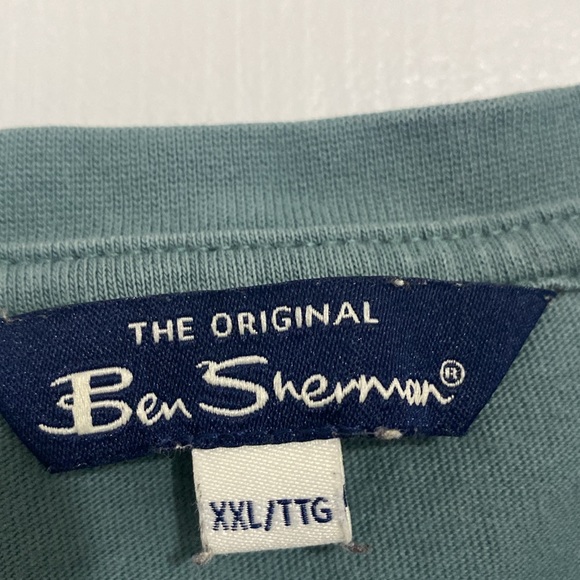 THE ORIGINAL
Ben Sherman®
XXL/TTG